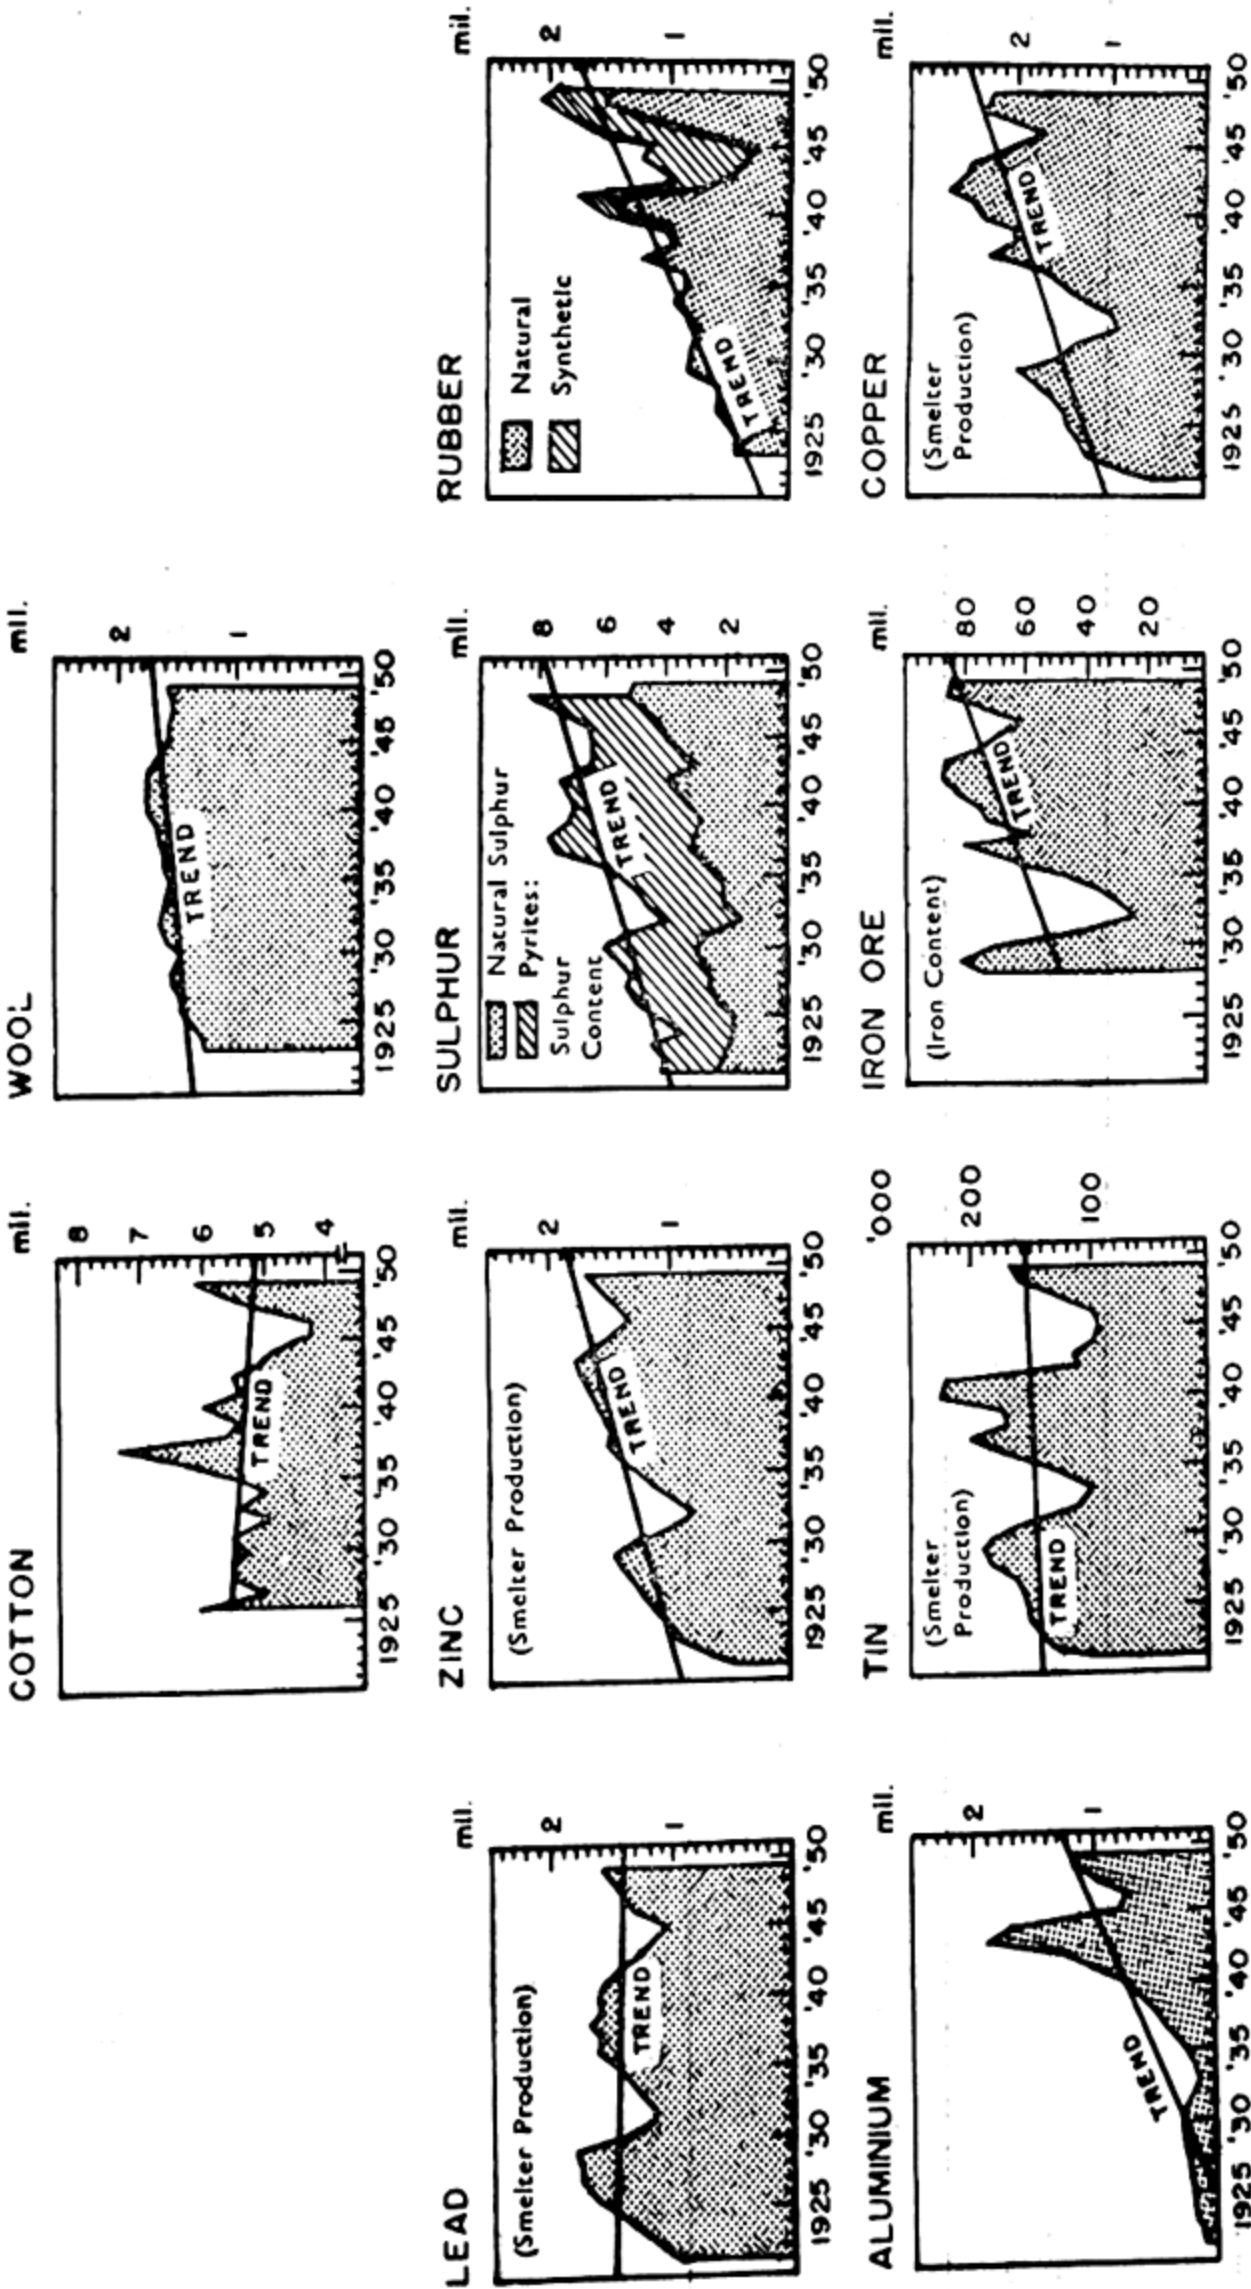 COTTON
mil.
8
7
6
5
4
TREND
1925 '30 '35 '40 '45 '50
WOOL
mil.
2
1
TREND
1925 '30 '35 '40 '45 '50
LEAD
mil.
(Smelter Production)
2
1
TREND
1925 '30 '35 '40 '45 '50
ZINC
mil.
(Smelter Production)
2
1
TREND
1925 '30 '35 '40 '45 '50
SULPHUR
mil.
Natural Sulphur
Pyrites:
Sulphur
Content
8
6
4
2
TREND
1925 '30 '35 '40 '45 '50
RUBBER
mil.
Natural
Synthetic
2
1
TREND
1925 '30 '35 '40 '45 '50
ALUMINIUM
mil.
2
1
TREND
1925 '30 '35 '40 '45 '50
TIN
'000
(Smelter
Production)
200
100
TREND
1925 '30 '35 '40 '45 '50
IRON ORE
mil.
(Iron Content)
80
60
40
20
TREND
1925 '30 '35 '40 '45 '50
COPPER
mil.
(Smelter
Production)
2
1
TREND
1925 '30 '35 '40 '45 '50